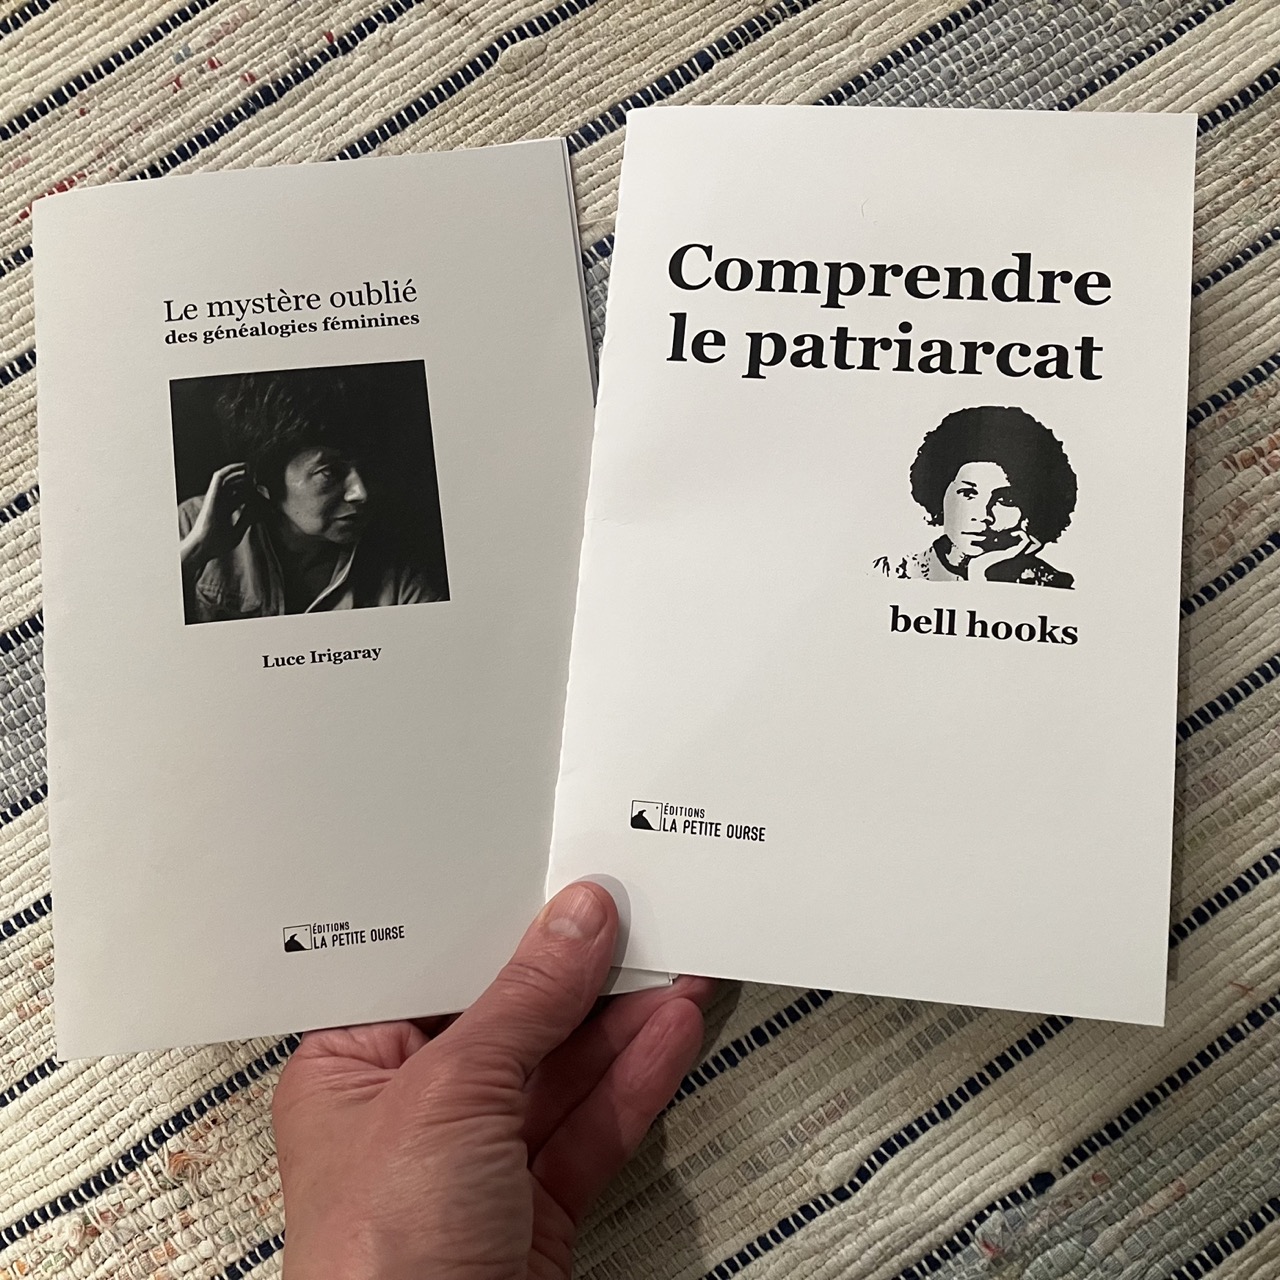 Le mystère oublié
des généalogies féminines
Luce Irigaray
ÉDITIONS
LA PETITE OURSE
Comprendre
le patriarcat
bell hooks
ÉDITIONS
LA PETITE OURSE